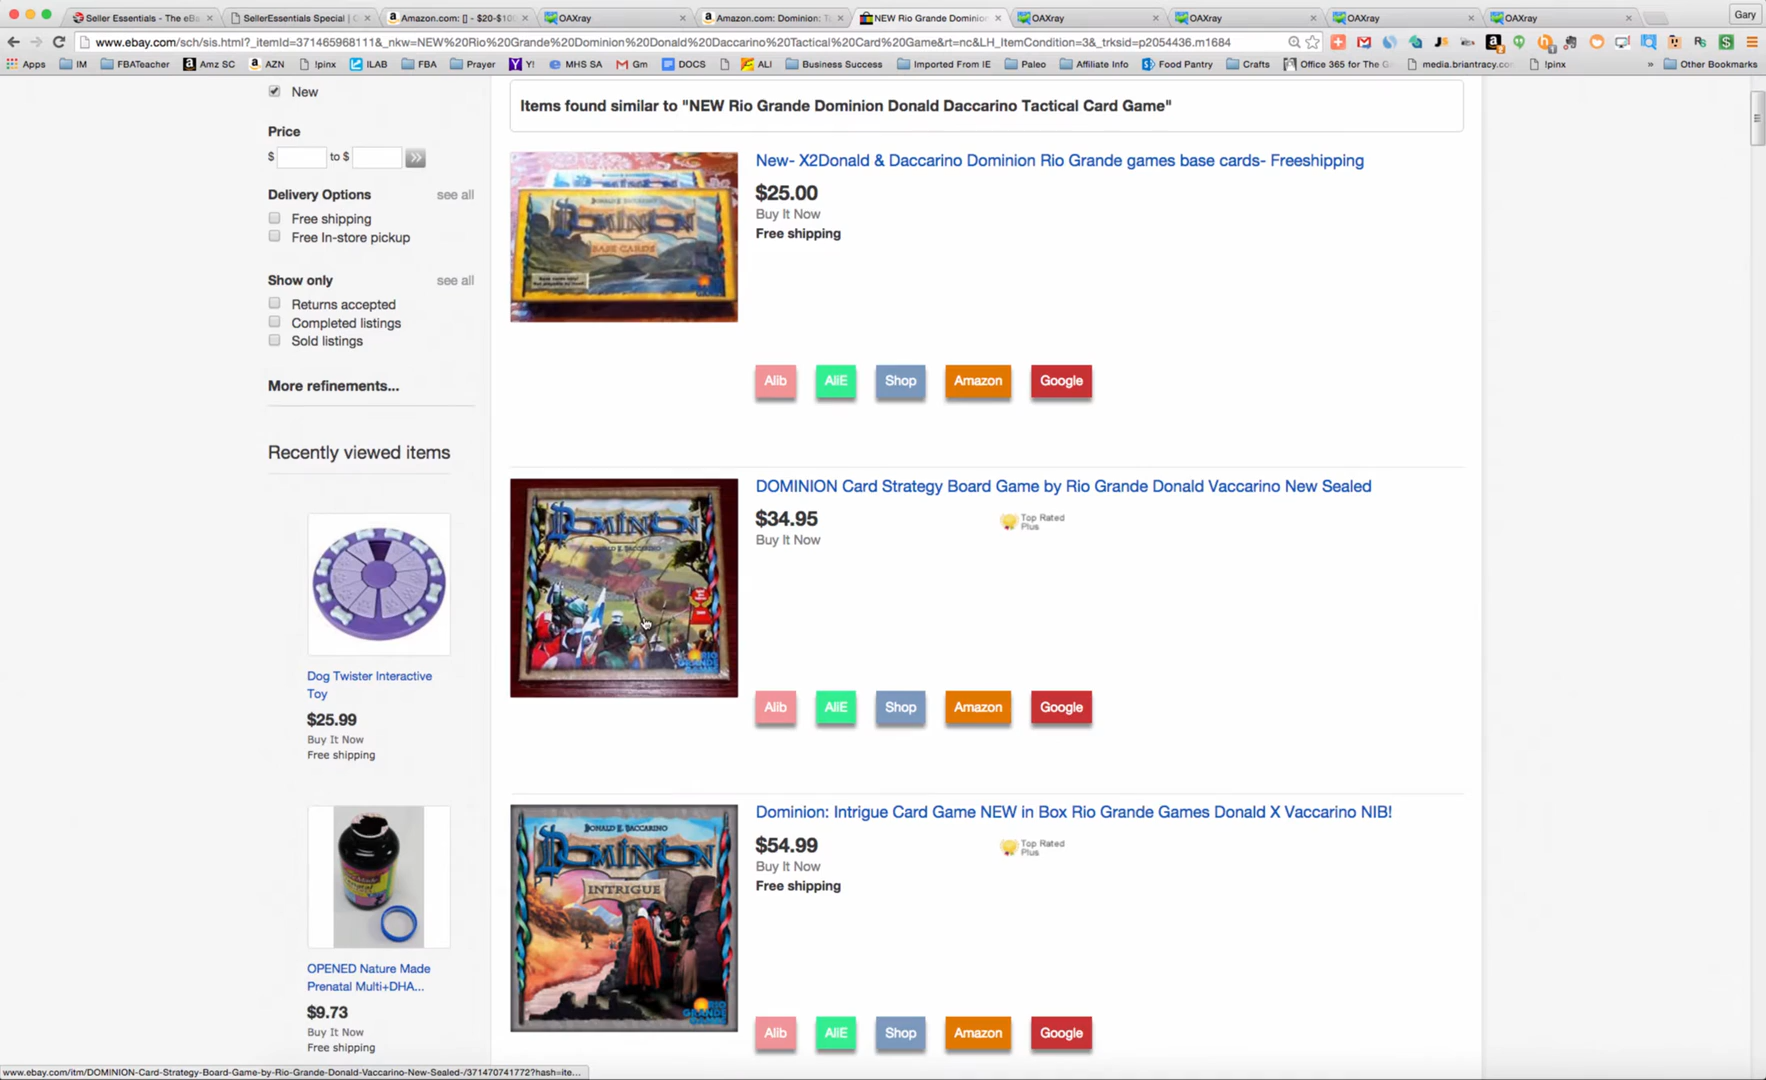 Seller Essentials - The eBa
SellerEssentials Special | C
Amazon.com: [] - $20-$10
OAXray
Amazon.com: Dominion: T
NEW Rio Grande Dominion
OAXray
OAXray
OAXray
OAXray
Gary
www.ebay.com/sch/sis.html?_itemId=371465968111&_nkw=NEW%20Rio%20Grande%20Dominion%20Donald%20Daccarino%20Tactical%20Card%20Game&rt=nc&LH_ItemCondition=3&_trksid=p2054436.m1684
Apps
IM
FBATeacher
Amz SC
AZN
!pinx
ILAB
FBA
Prayer
Y!
MHS SA
Gm
DOCS
ALI
Business Success
Imported From IE
Paleo
Affiliate Info
Food Pantry
Crafts
Office 365 for The G
media.briantracy.co
!pinx
»
Other Bookmarks
New
Price
$ to $
Delivery Options see all
Free shipping
Free In-store pickup
Show only see all
Returns accepted
Completed listings
Sold listings
More refinements...
Recently viewed items
Dog Twister Interactive
Toy
$25.99
Buy It Now
Free shipping
OPENED Nature Made
Prenatal Multi+DHA...
$9.73
Buy It Now
Free shipping
Items found similar to "NEW Rio Grande Dominion Donald Daccarino Tactical Card Game"
DOMINION
BASE CARDS
New- X2Donald & Daccarino Dominion Rio Grande games base cards- Freeshipping
$25.00
Buy It Now
Free shipping
Alib AliE Shop Amazon Google
DOMINION
DOMINION Card Strategy Board Game by Rio Grande Donald Vaccarino New Sealed
$34.95
Top Rated
Plus
Buy It Now
Alib AliE Shop Amazon Google
DONALD X. VACCARINO
DOMINION
INTRIGUE
RIO
GRANDE
GAMES
Dominion: Intrigue Card Game NEW in Box Rio Grande Games Donald X Vaccarino NIB!
$54.99
Top Rated
Plus
Buy It Now
Free shipping
Alib AliE Shop Amazon Google
www.ebay.com/itm/DOMINION-Card-Strategy-Board-Game-by-Rio-Grande-Donald-Vaccarino-New-Sealed-/371470741772?hash=ite...